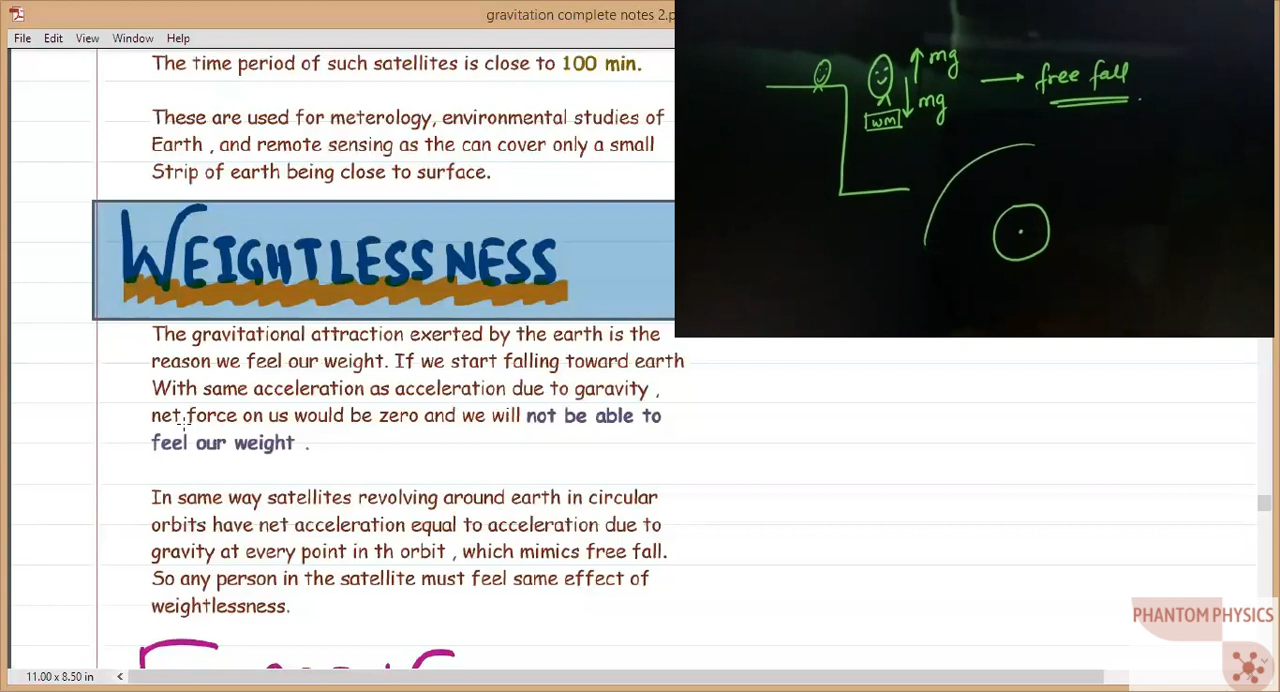 gravitation complete notes 2.p
File Edit View Window Help
The time period of such satellites is close to 100 min.
These are used for meterology, environmental studies of
Earth , and remote sensing as the can cover only a small
Strip of earth being close to surface.
WEIGHTLESSNESS
The gravitational attraction exerted by the earth is the
reason we feel our weight. If we start falling toward earth
With same acceleration as acceleration due to garavity ,
net force on us would be zero and we will not be able to
feel our weight .
In same way satellites revolving around earth in circular
orbits have net acceleration equal to acceleration due to
gravity at every point in th orbit , which mimics free fall.
So any person in the satellite must feel same effect of
weightlessness.
mg
free fall
mg
wm
PHANTOM PHYSICS
11.00 x 8.50 in